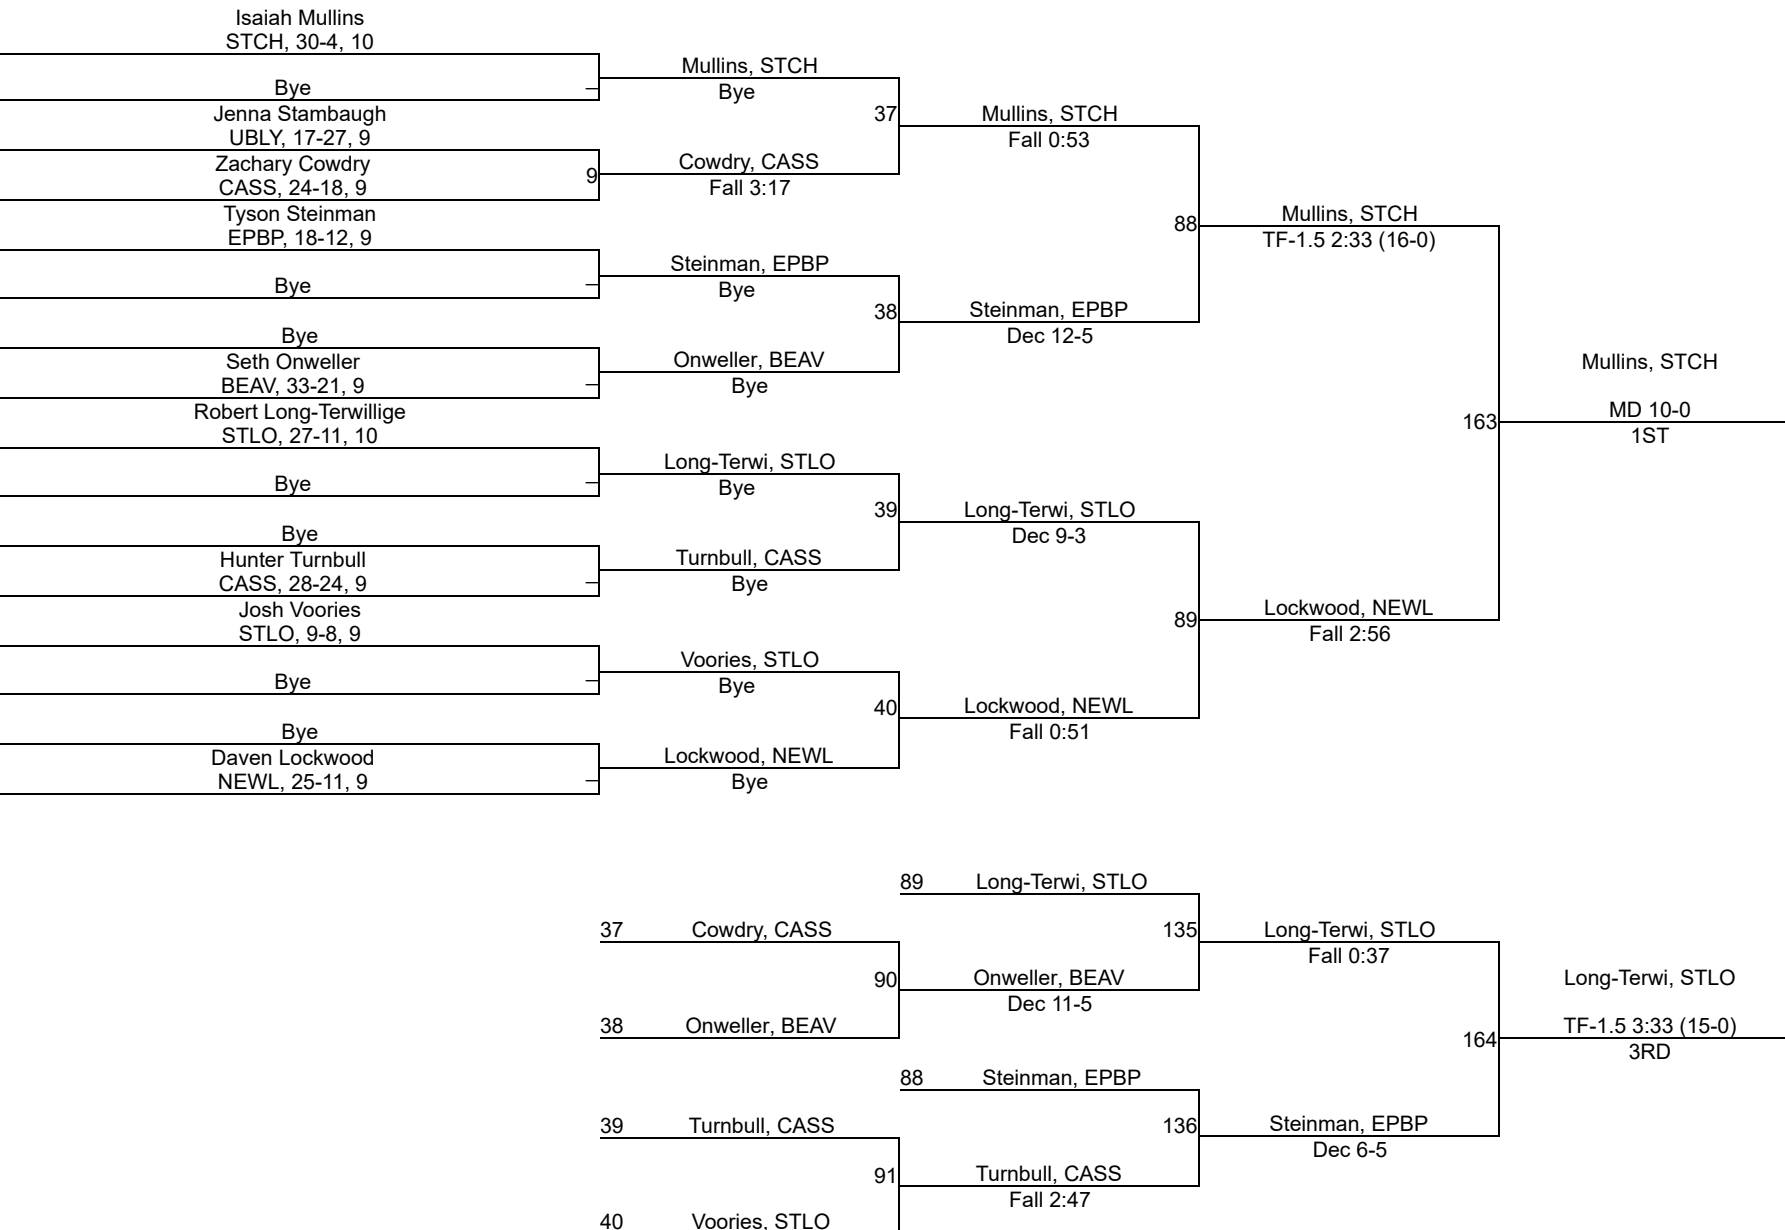 Isaiah Mullins
STCH, 30-4, 10
Bye
Jenna Stambaugh
UBLY, 17-27, 9
9
Zachary Cowdry
CASS, 24-18, 9
Tyson Steinman
EPBP, 18-12, 9
Bye
Bye
Seth Onweller
BEAV, 33-21, 9
Robert Long-Terwillige
STLO, 27-11, 10
Bye
Bye
Hunter Turnbull
CASS, 28-24, 9
Josh Voories
STLO, 9-8, 9
Bye
Bye
Daven Lockwood
NEWL, 25-11, 9
Mullins, STCH
Bye
37
Cowdry, CASS
Fall 3:17
Steinman, EPBP
Bye
38
Onweller, BEAV
Bye
Long-Terwi, STLO
Bye
39
Turnbull, CASS
Bye
Voories, STLO
Bye
40
Lockwood, NEWL
Bye
Mullins, STCH
Fall 0:53
88
Steinman, EPBP
Dec 12-5
Long-Terwi, STLO
Dec 9-3
89
Lockwood, NEWL
Fall 0:51
Mullins, STCH
TF-1.5 2:33 (16-0)
163
Lockwood, NEWL
Fall 2:56
Mullins, STCH
MD 10-0
1ST
37 Cowdry, CASS
90
38 Onweller, BEAV
39 Turnbull, CASS
91
40 Voories, STLO
89 Long-Terwi, STLO
135
Onweller, BEAV
Dec 11-5
88 Steinman, EPBP
136
Turnbull, CASS
Fall 2:47
Long-Terwi, STLO
Fall 0:37
164
Steinman, EPBP
Dec 6-5
Long-Terwi, STLO
TF-1.5 3:33 (15-0)
3RD